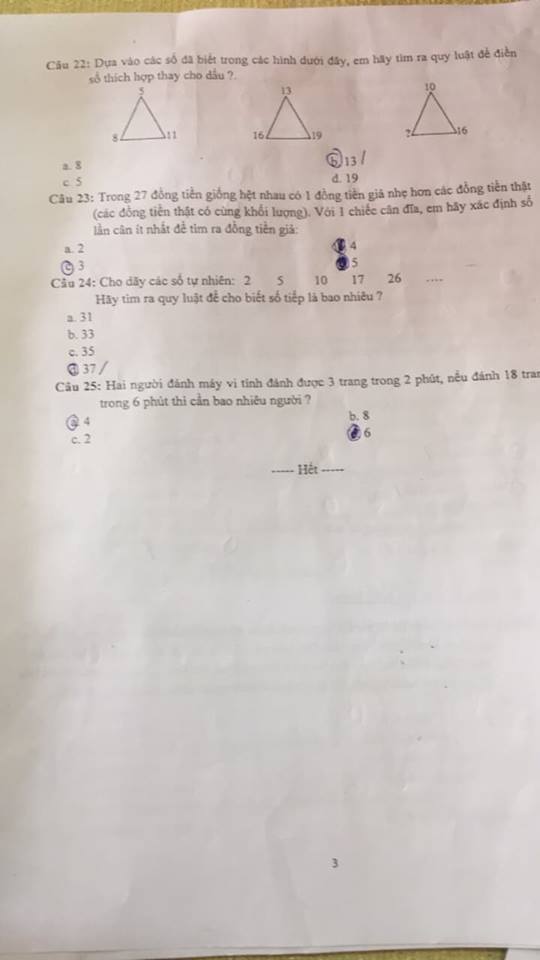 Câu 22: Dựa vào các số đã biết trong các hình dưới đây, em hãy tìm ra quy luật để điền
số thích hợp thay cho dấu ?.
5 13 10
8 11 16 19 ? 16
a. 8 b. 13 /
c. 5 d. 19
Câu 23: Trong 27 đồng tiền giống hệt nhau có 1 đồng tiền giả nhẹ hơn các đồng tiền thật
(các đồng tiền thật có cùng khối lượng). Với 1 chiếc cân đĩa, em hãy xác định số
lần cân ít nhất để tìm ra đồng tiền giả:
a. 2 4
c 3 5
Câu 24: Cho dãy các số tự nhiên: 2 5 10 17 26 ....
Hãy tìm ra quy luật để cho biết số tiếp là bao nhiêu ?
a. 31
b. 33
c. 35
d. 37 /
Câu 25: Hai người đánh máy vi tính đánh được 3 trang trong 2 phút, nếu đánh 18 tran
trong 6 phút thì cần bao nhiêu người ?
a 4 b. 8
c. 2 6
----- Hết -----
3